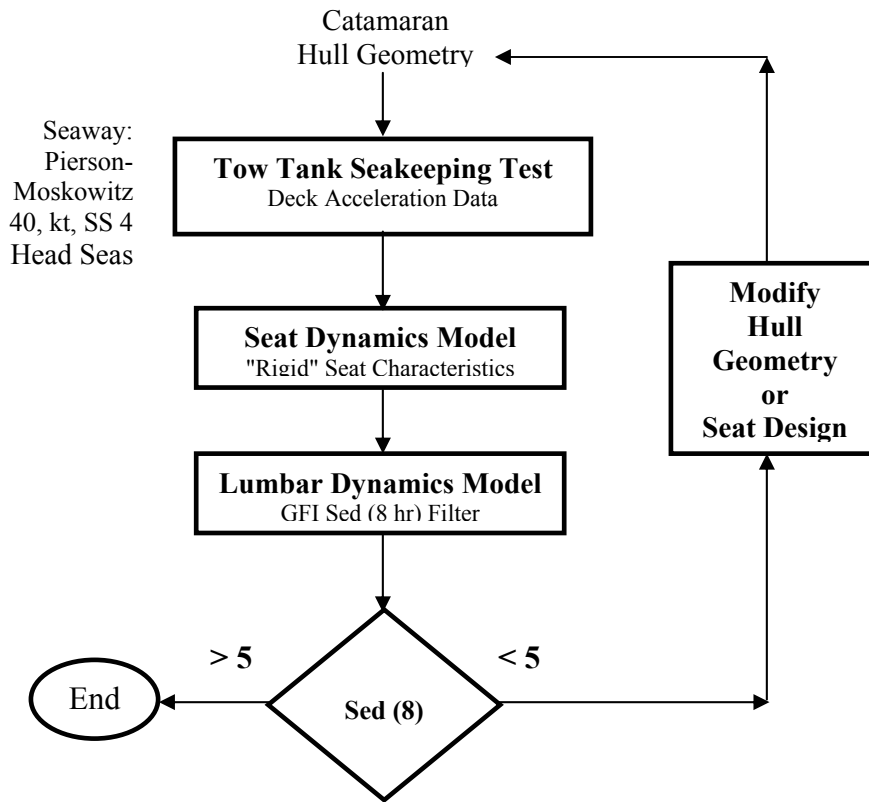 Catamaran
Hull Geometry
Seaway:
Pierson-
Moskowitz
40, kt, SS 4
Head Seas
Tow Tank Seakeeping Test
Deck Acceleration Data
Seat Dynamics Model
"Rigid" Seat Characteristics
Lumbar Dynamics Model
GFI Sed (8 hr) Filter
Modify
Hull
Geometry
or
Seat Design
> 5
< 5
End
Sed (8)